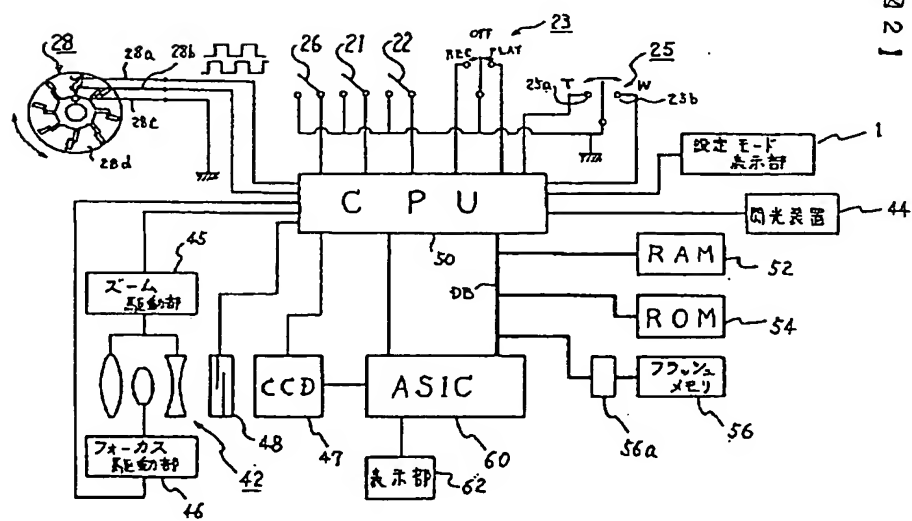 【図2】
28
28a
28b
28c
28d
26
21
22
23
REC
OFF
PLAY
25
T
W
25a
25b
1
設定モード
表示部
CPU
50
閃光装置
44
45
ズーム
駆動部
RAM
52
DB
ROM
54
CCD
47
ASIC
60
フラッシュ
メモリ
56
56a
48
42
フォーカス
駆動部
46
表示部
62